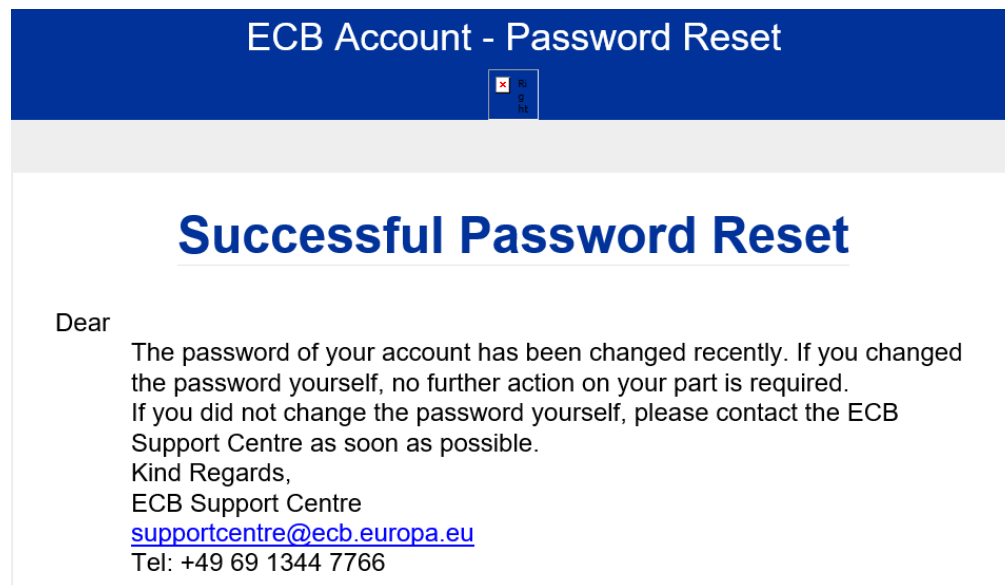 ECB Account - Password Reset
Ri
g
ht
Successful Password Reset
Dear
The password of your account has been changed recently. If you changed
the password yourself, no further action on your part is required.
If you did not change the password yourself, please contact the ECB
Support Centre as soon as possible.
Kind Regards,
ECB Support Centre
supportcentre@ecb.europa.eu
Tel: +49 69 1344 7766